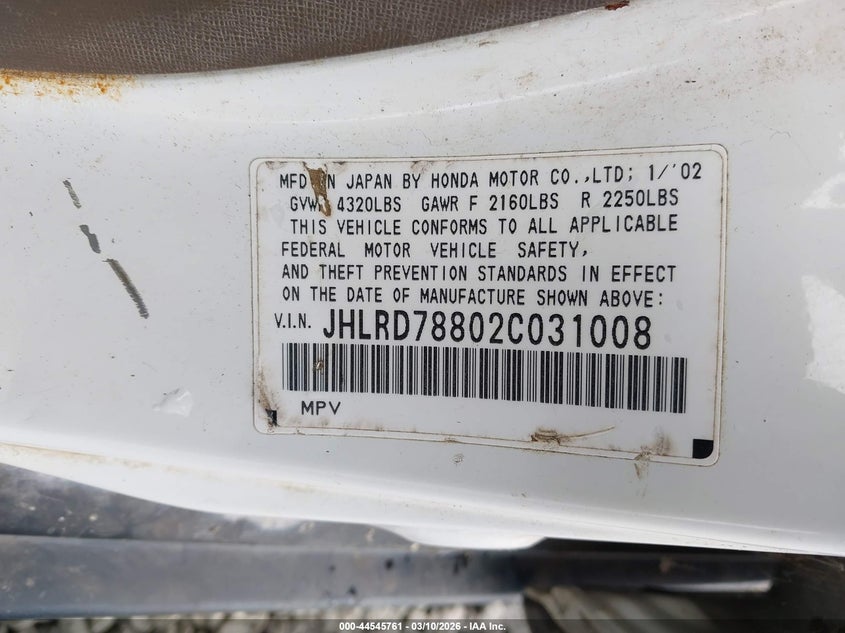 MFD IN JAPAN BY HONDA MOTOR CO.,LTD; 1/'02
GVWR 4320LBS GAWR F 2160LBS R 2250LBS
THIS VEHICLE CONFORMS TO ALL APPLICABLE
FEDERAL MOTOR VEHICLE SAFETY,
AND THEFT PREVENTION STANDARDS IN EFFECT
ON THE DATE OF MANUFACTURE SHOWN ABOVE:
V.I.N. JHLRD78802C031008
MPV
000-44545761 - 03/10/2026 - IAA Inc.